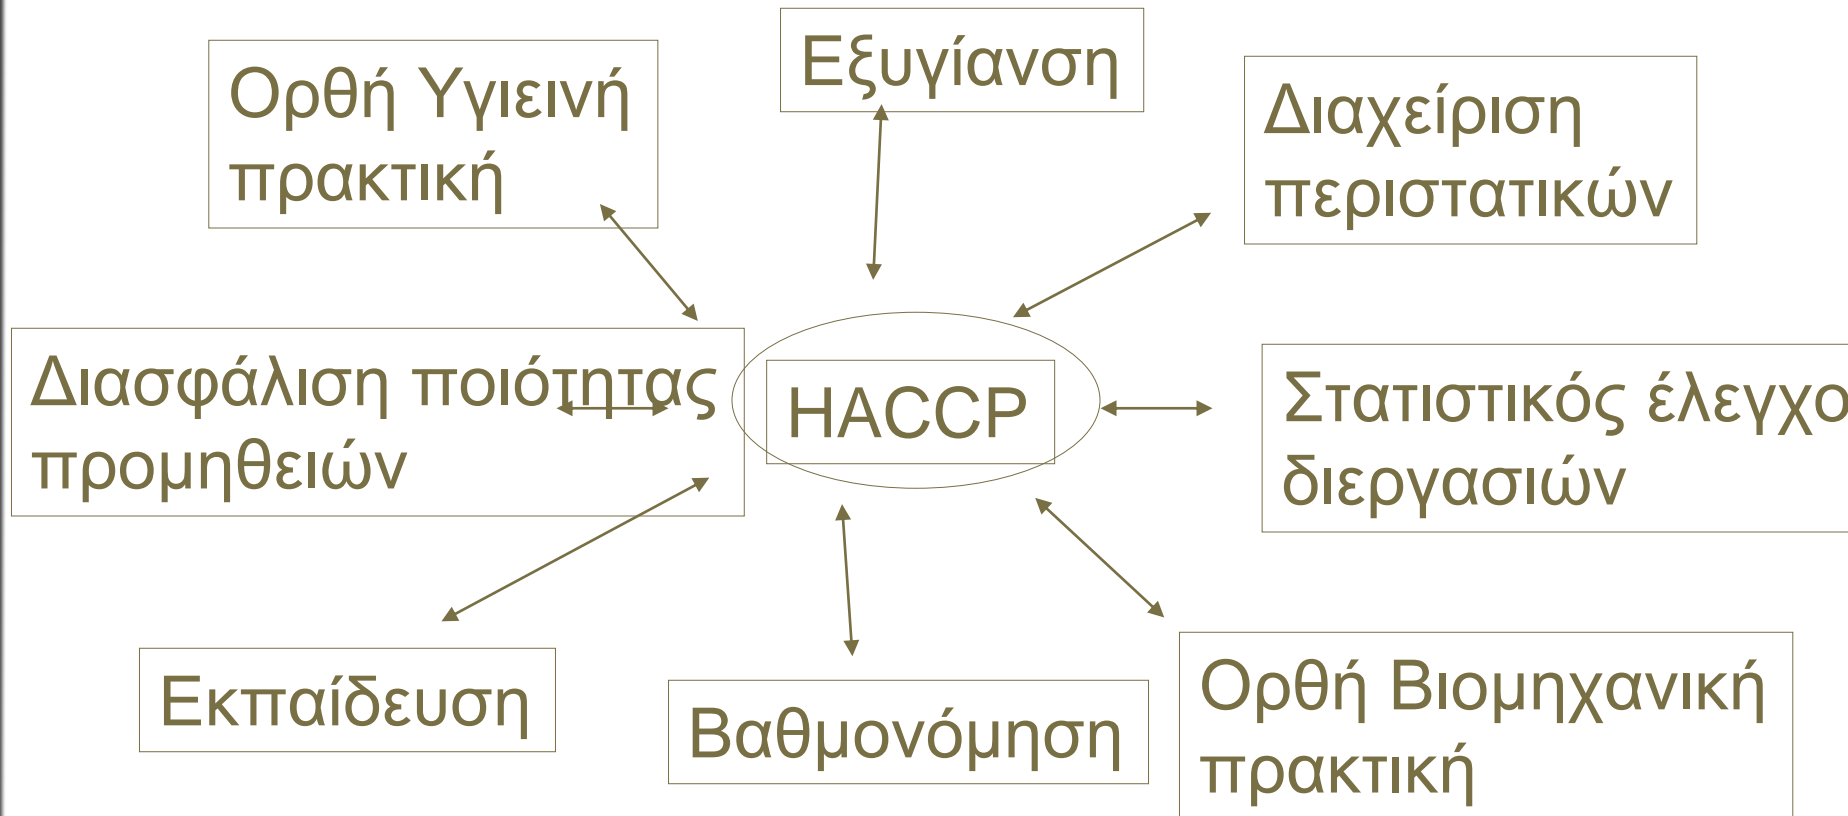 Εξυγίανση
Ορθή Υγιεινή
πρακτική
Διαχείριση
περιστατικών
Διασφάλιση ποιότητας
προμηθειών
HACCP
Στατιστικός έλεγχο
διεργασιών
Εκπαίδευση
Βαθμονόμηση
Ορθή Βιομηχανική
πρακτική